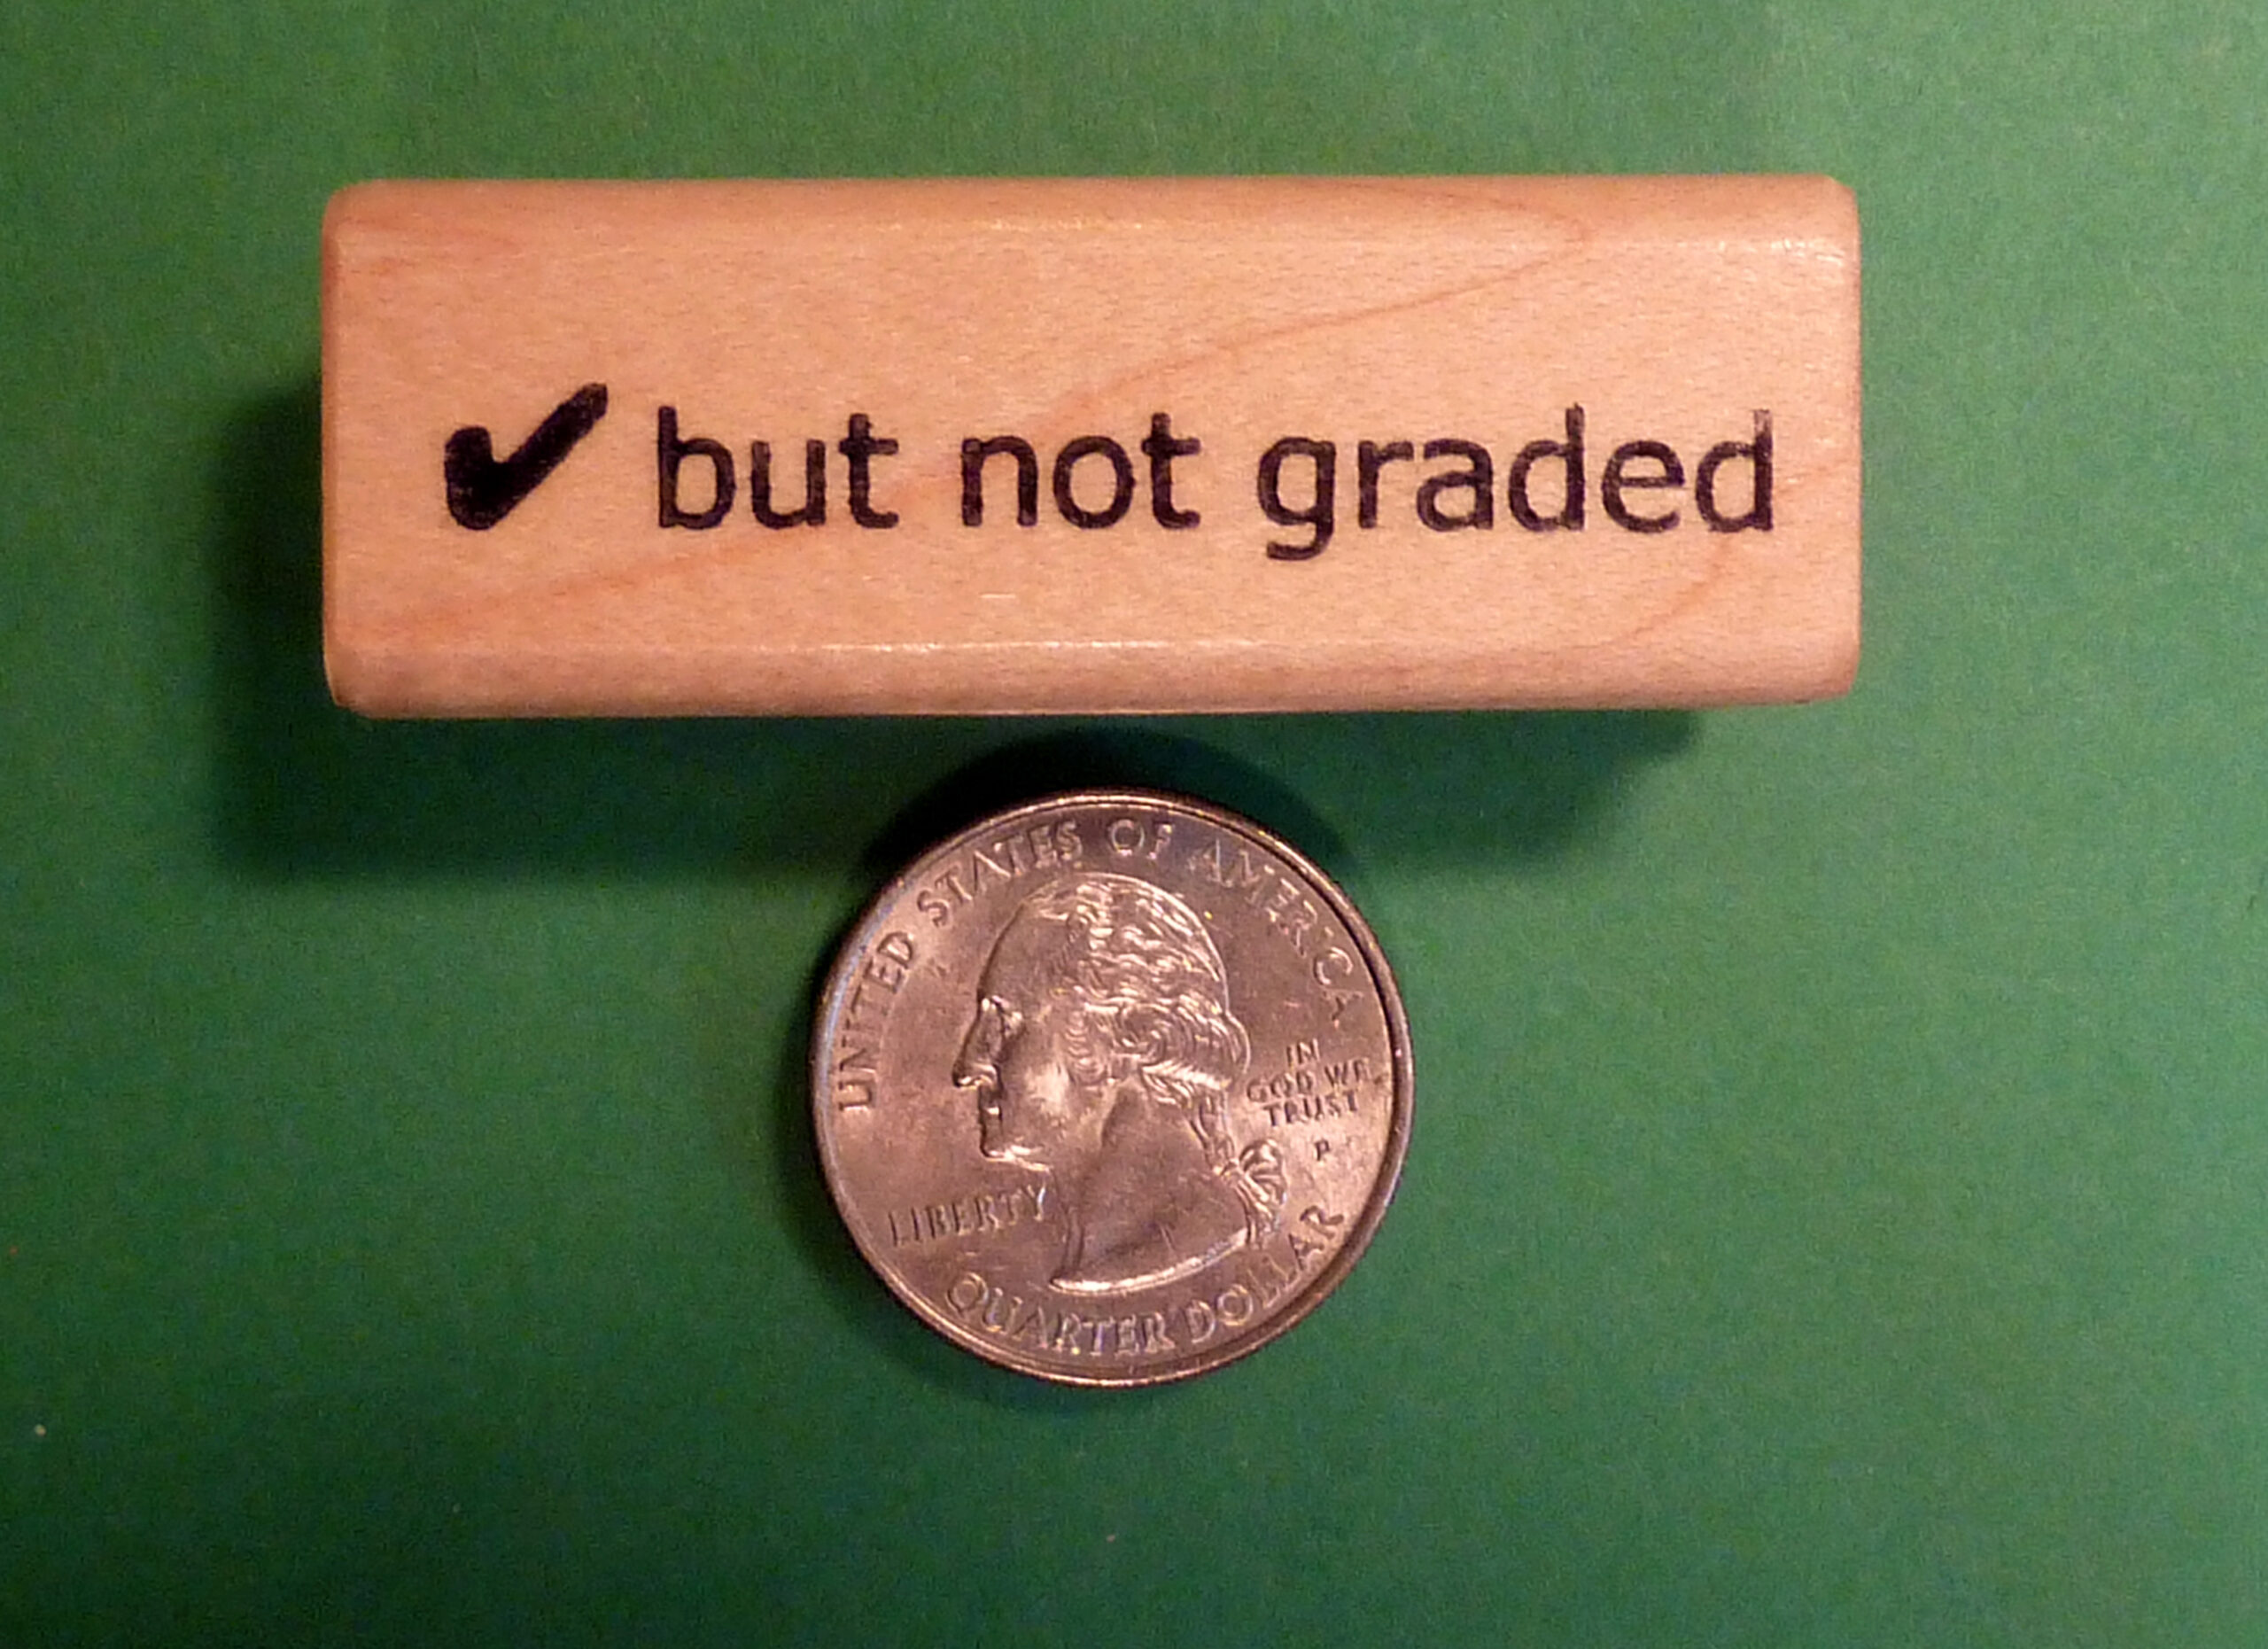 ✔ but not graded
UNITED STATES OF AMERICA
IN
GOD WE
TRUST
P
LIBERTY
QUARTER DOLLAR